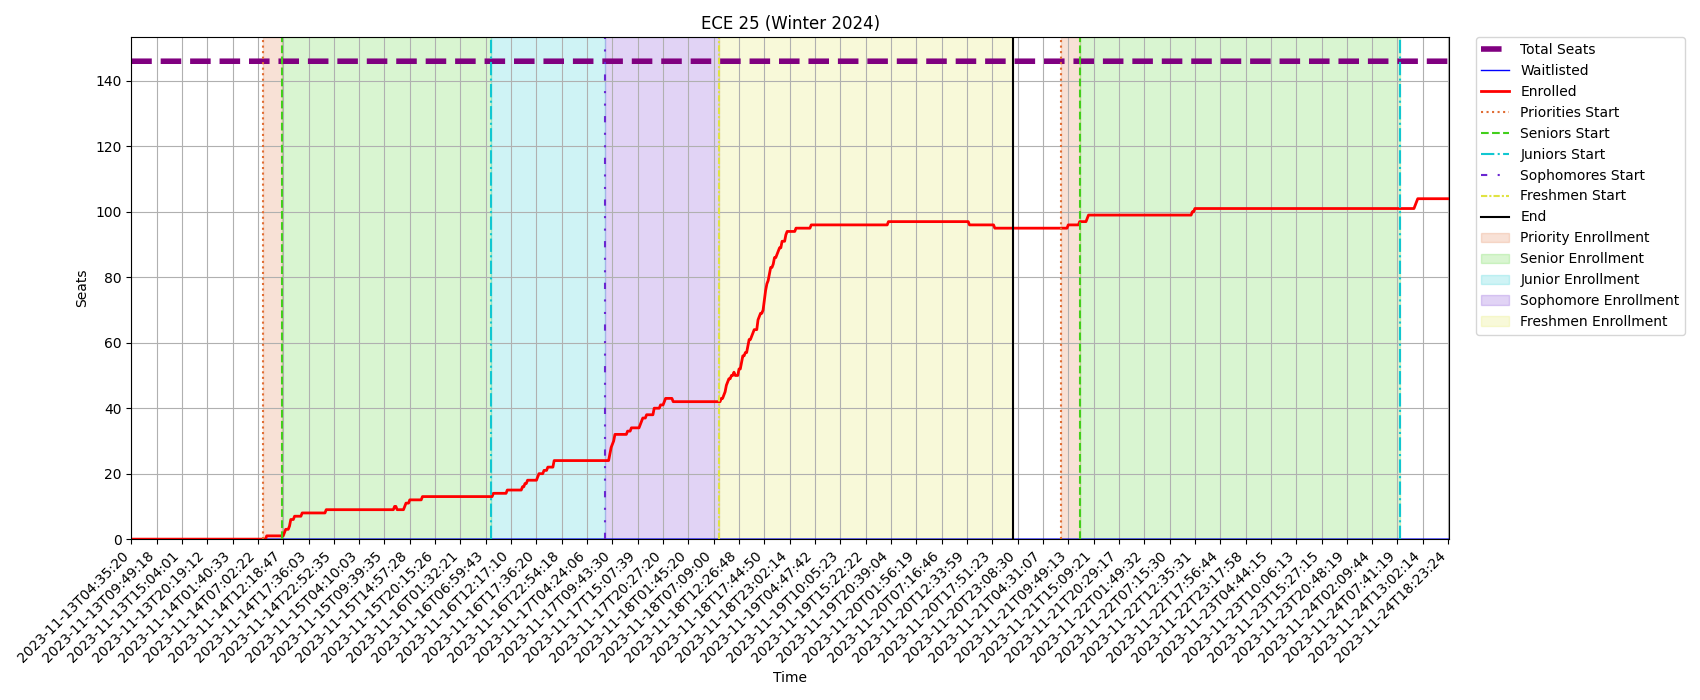 ECE 25 (Winter 2024)
Seats
140
120
100
80
60
40
20
0
2023-11-13T04:35:20
2023-11-13T09:49:18
2023-11-13T15:04:01
2023-11-13T20:19:12
2023-11-14T01:40:33
2023-11-14T07:02:22
2023-11-14T12:18:47
2023-11-14T17:36:03
2023-11-14T22:52:35
2023-11-15T04:10:03
2023-11-15T09:39:35
2023-11-15T14:57:28
2023-11-15T20:15:26
2023-11-16T01:32:21
2023-11-16T06:59:43
2023-11-16T12:17:10
2023-11-16T17:36:20
2023-11-16T22:54:18
2023-11-17T04:24:06
2023-11-17T09:43:30
2023-11-17T15:07:39
2023-11-17T20:27:20
2023-11-18T01:45:20
2023-11-18T07:09:00
2023-11-18T12:26:48
2023-11-18T17:44:50
2023-11-18T23:02:14
2023-11-19T04:47:42
2023-11-19T10:05:23
2023-11-19T15:22:22
2023-11-19T20:39:04
2023-11-20T01:56:19
2023-11-20T07:16:46
2023-11-20T12:33:59
2023-11-20T17:51:23
2023-11-20T23:08:30
2023-11-21T04:31:07
2023-11-21T09:49:13
2023-11-21T15:09:21
2023-11-21T20:29:17
2023-11-22T01:49:32
2023-11-22T07:15:30
2023-11-22T12:35:31
2023-11-22T17:56:44
2023-11-22T23:17:58
2023-11-23T04:44:15
2023-11-23T10:06:13
2023-11-23T15:27:15
2023-11-23T20:48:19
2023-11-24T02:09:44
2023-11-24T07:41:19
2023-11-24T13:02:14
2023-11-24T18:23:24
Time
Total Seats
Waitlisted
Enrolled
Priorities Start
Seniors Start
Juniors Start
Sophomores Start
Freshmen Start
End
Priority Enrollment
Senior Enrollment
Junior Enrollment
Sophomore Enrollment
Freshmen Enrollment